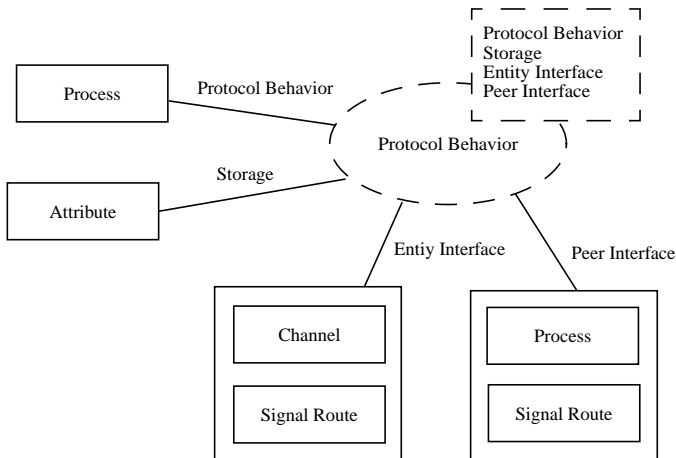 Protocol Behavior
Storage
Entity Interface
Peer Interface
Process
Protocol Behavior
Protocol Behavior
Storage
Attribute
Entiy Interface
Peer Interface
Channel
Process
Signal Route
Signal Route